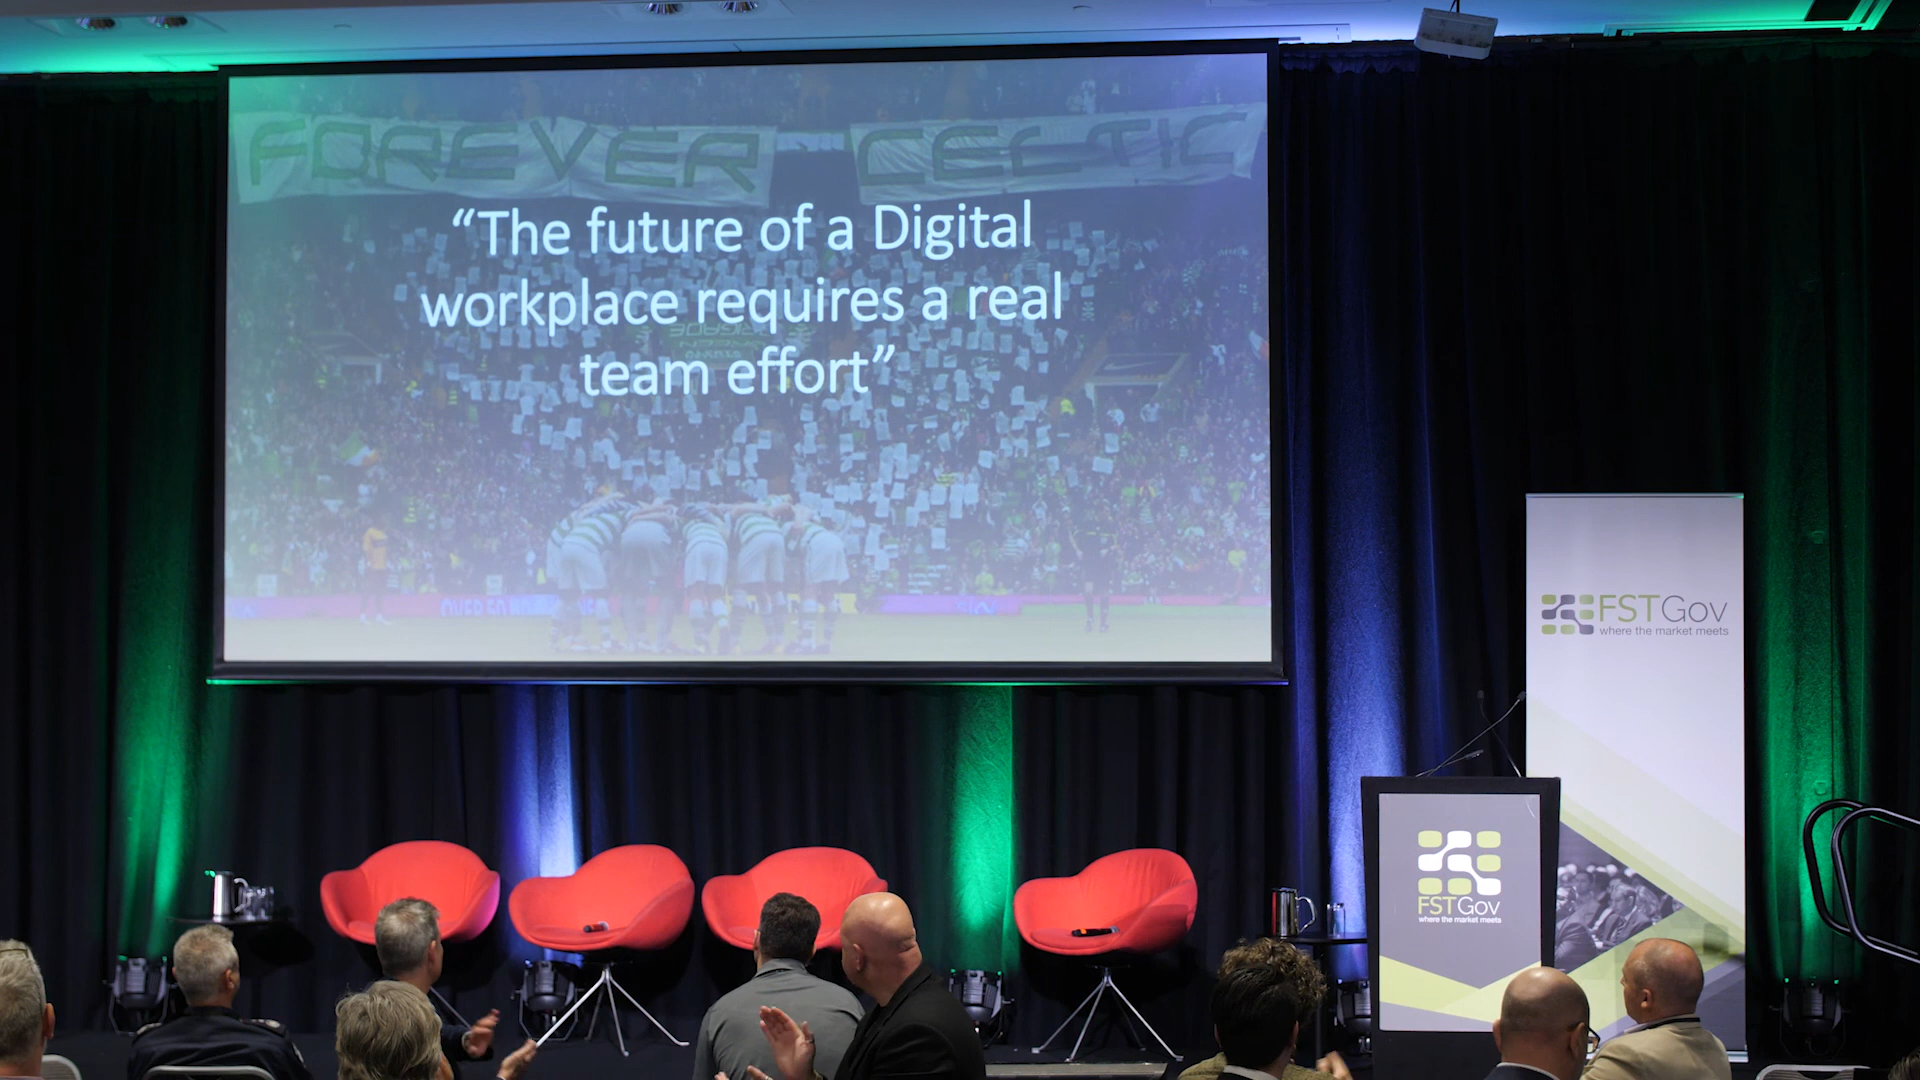 FOREVER CELTIC
“The future of a Digital
workplace requires a real
team effort”
FSTGov
where the market meets
FSTGov
where the market meets